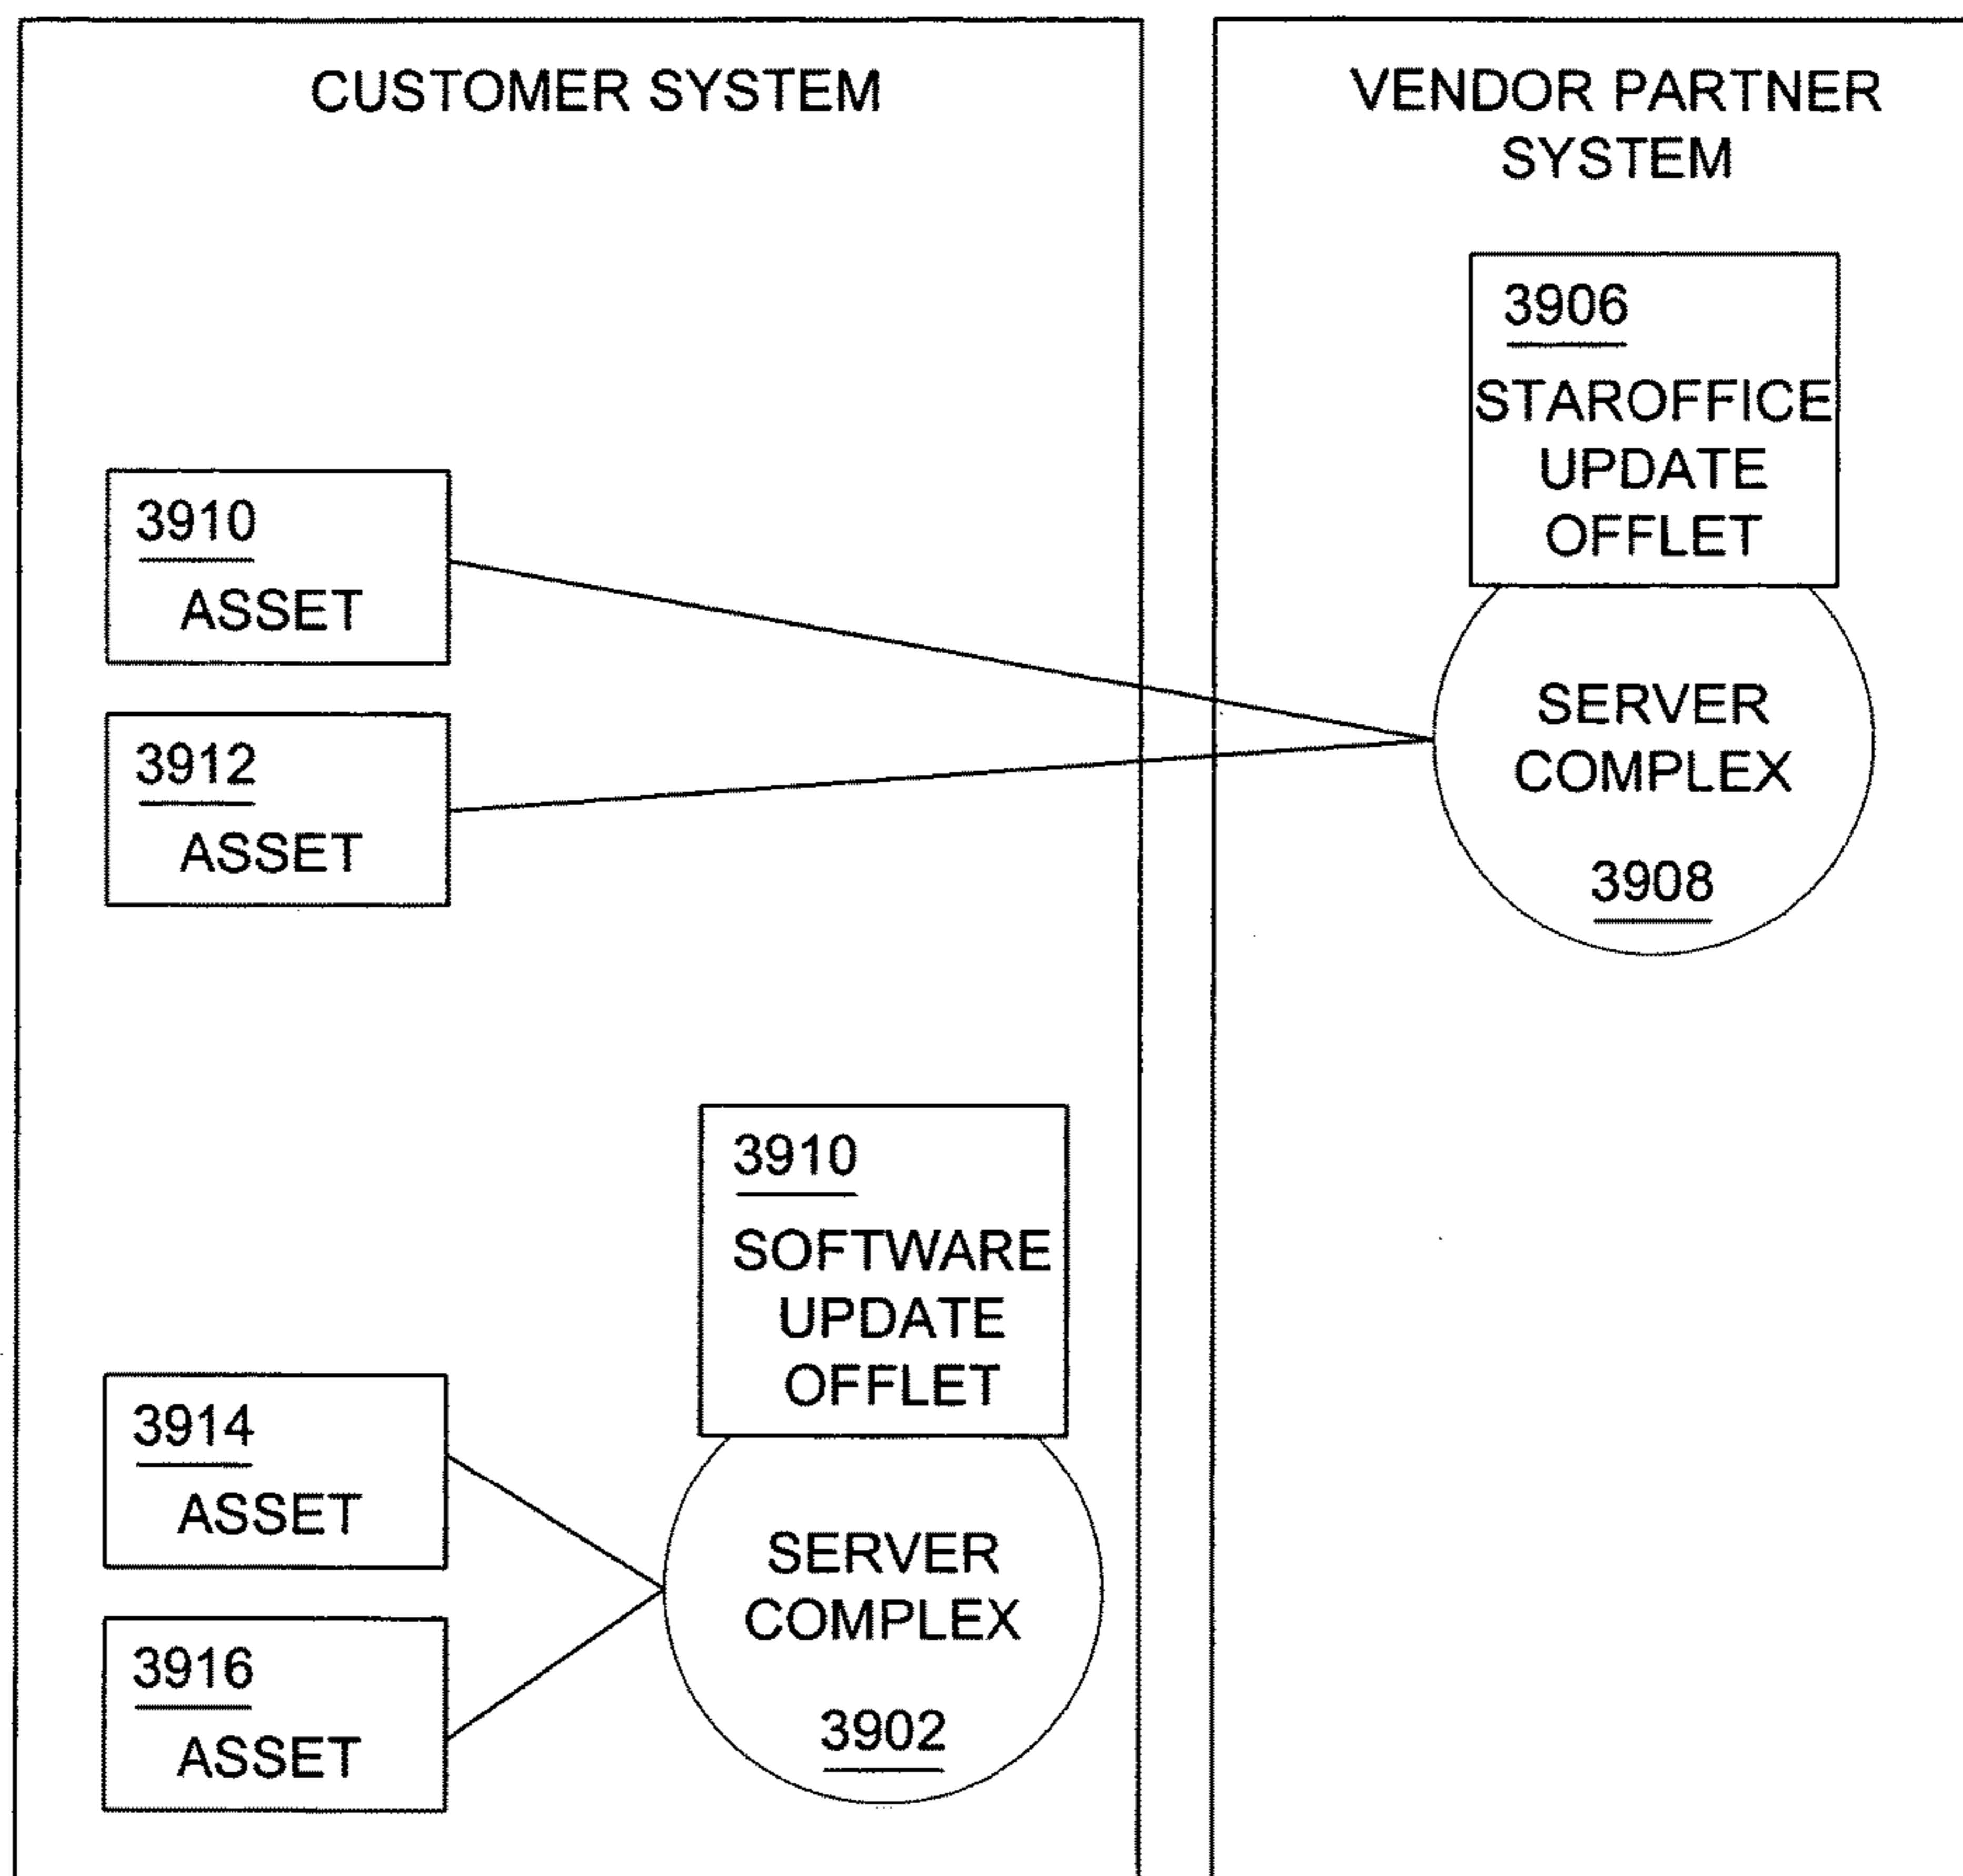 CUSTOMER SYSTEM
VENDOR PARTNER
SYSTEM
3906
STAROFFICE
UPDATE
OFFLET
3910
ASSET
SERVER
COMPLEX
3908
3912
ASSET
3910
SOFTWARE
UPDATE
OFFLET
3914
ASSET
SERVER
COMPLEX
3902
3916
ASSET